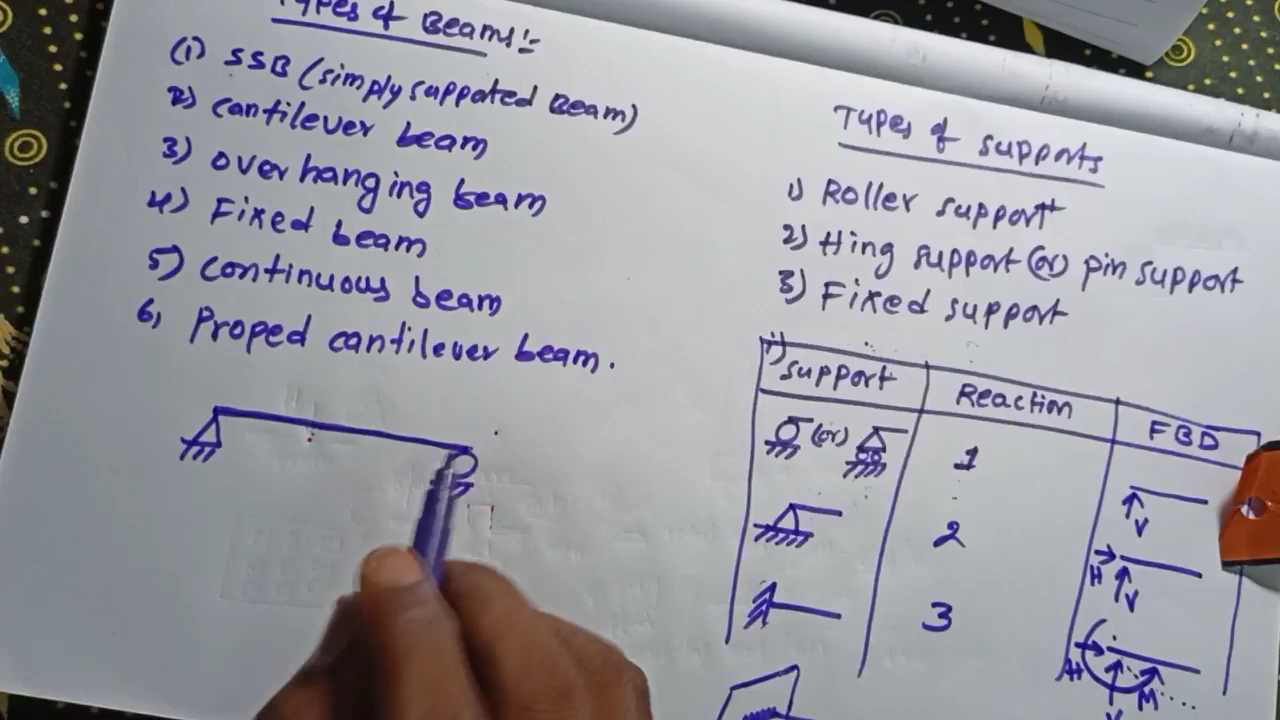 Types of Beams:-
(1) SSB (simply suppoted Beam)
2) cantilever beam
3) over hanging beam
4) Fixed beam
5) continuous beam
6, Proped cantilever beam.
Types of supports
1) Roller support
2) Hing support (or) pin support
3) Fixed support
i) support Reaction FBD
(or) 1 V
2 H V
3 H V M